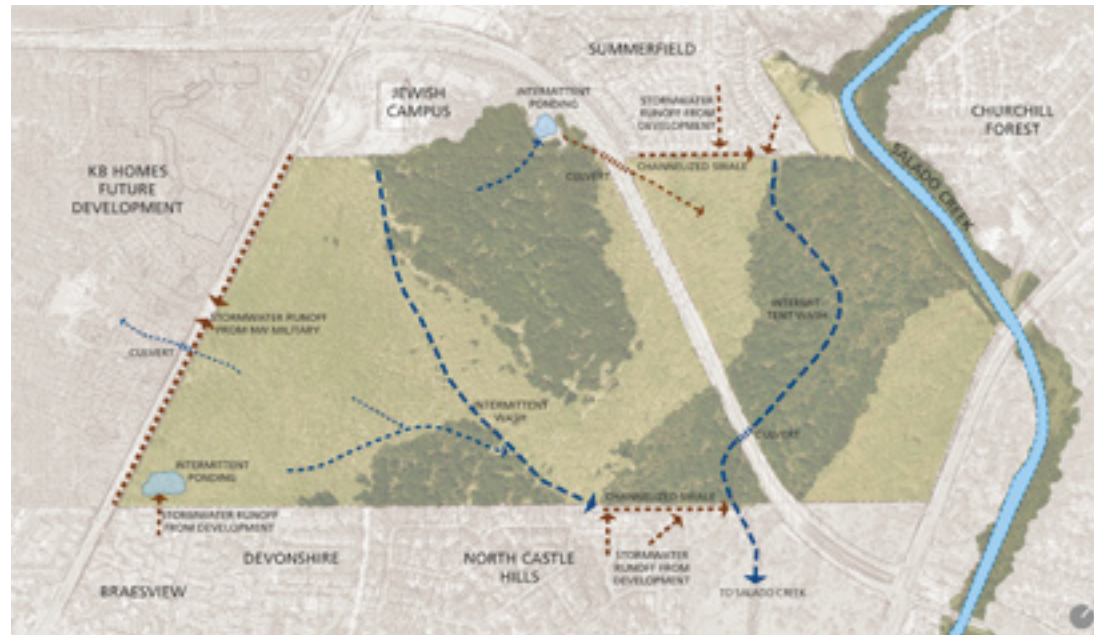 SUMMERFIELD
JEWISH
CAMPUS
INTERMITTENT
PONDING
STORMWATER
RUNOFF FROM
DEVELOPMENT
CHURCHILL
FOREST
KB HOMES
FUTURE
DEVELOPMENT
CULVERT
CHANNELIZED SWALE
SALADO CREEK
STORMWATER RUNOFF
FROM NW MILITARY
CULVERT
INTERMIT-
TENT WASH
INTERMITTENT
WASH
CULVERT
INTERMITTENT
PONDING
STORMWATER RUNOFF
FROM DEVELOPMENT
CHANNELIZED SWALE
DEVONSHIRE
NORTH CASTLE
HILLS
STORMWATER
RUNOFF FROM
DEVELOPMENT
BRAESVIEW
TO SALADO CREEK